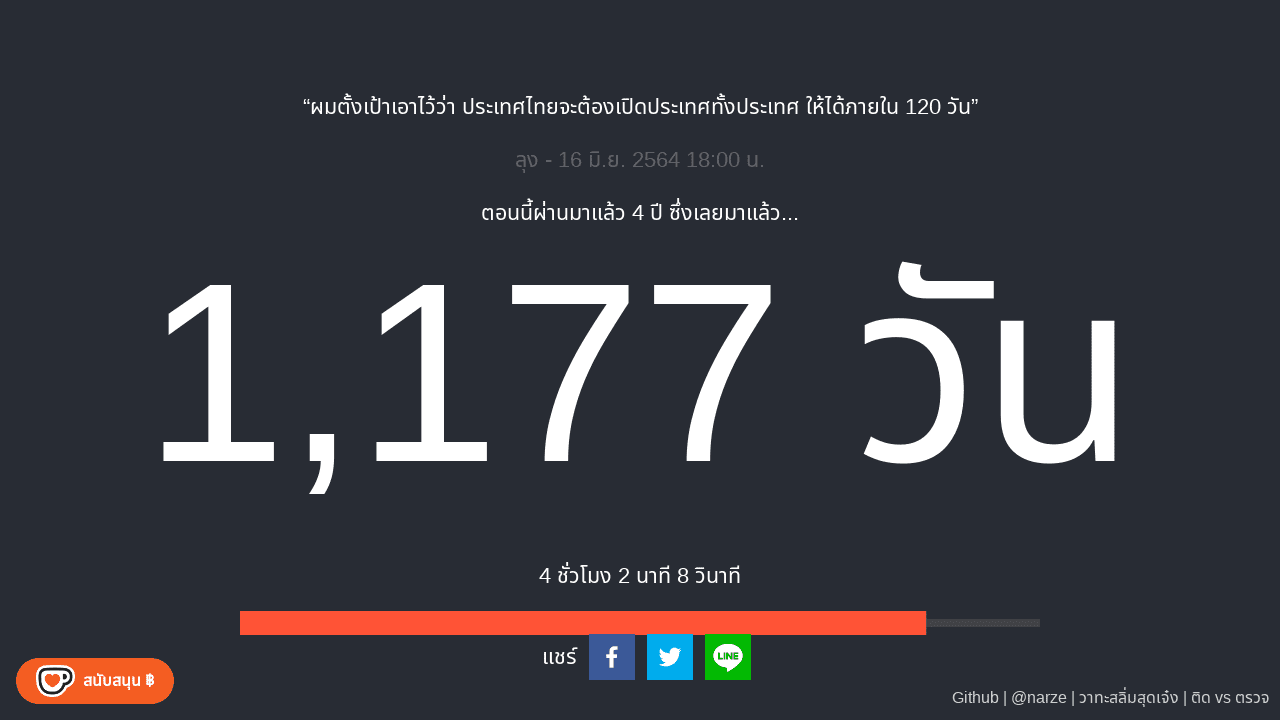 “ผมตั้งเป้าเอาไว้ว่า ประเทศไทยจะต้องเปิดประเทศทั้งประเทศ ให้ได้ภายใน 120 วัน”
ลุง - 16 มิ.ย. 2564 18:00 น.
ตอนนี้ผ่านมาแล้ว 4 ปี ซึ่งเลยมาแล้ว...
1,177 วัน
4 ชั่วโมง 2 นาที 8 วินาที
แชร์
LINE
สนับสนุน ฿
Github | @narze | วาทะสลิ่มสุดเจ๋ง | ติด vs ตรวจ